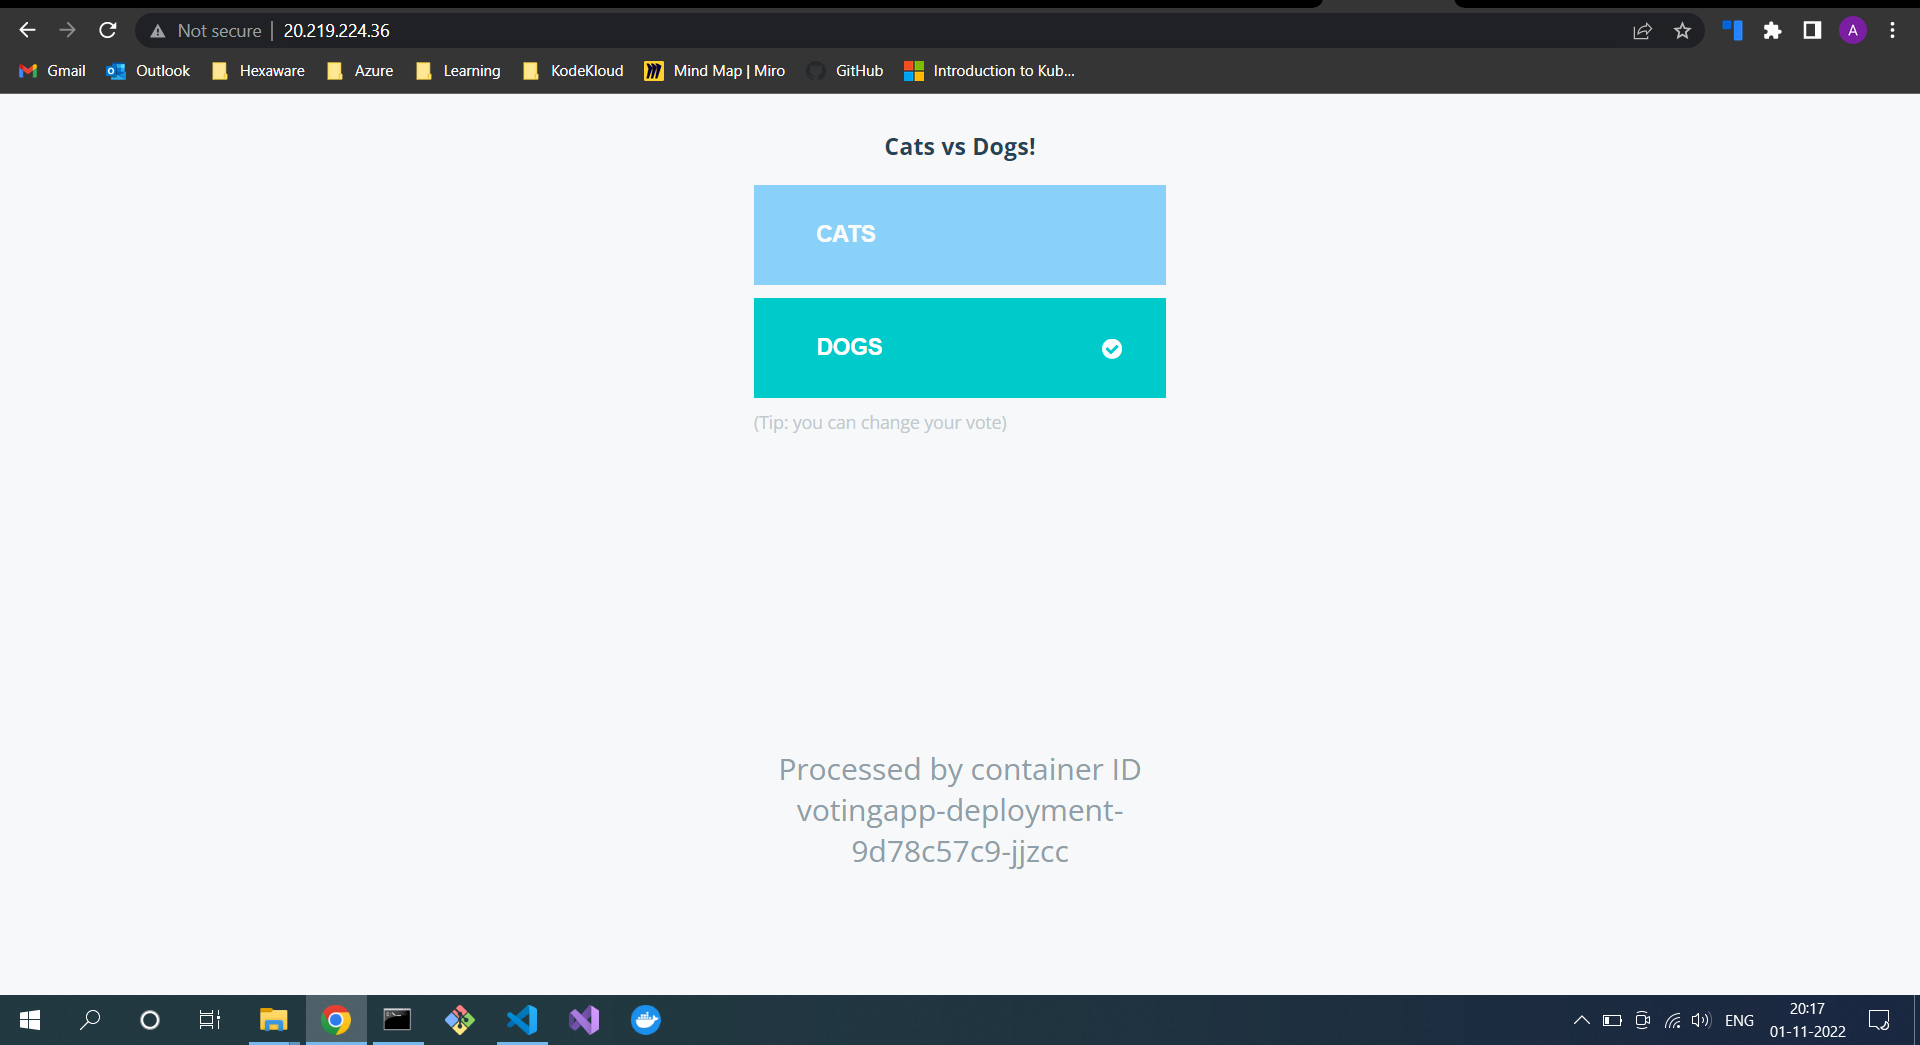 Not secure | 20.219.224.36
A
Gmail Outlook Hexaware Azure Learning KodeKloud Mind Map | Miro GitHub Introduction to Kub...
Cats vs Dogs!
CATS
DOGS
(Tip: you can change your vote)
Processed by container ID
votingapp-deployment-
9d78c57c9-jjzcc
ENG
20:17
01-11-2022